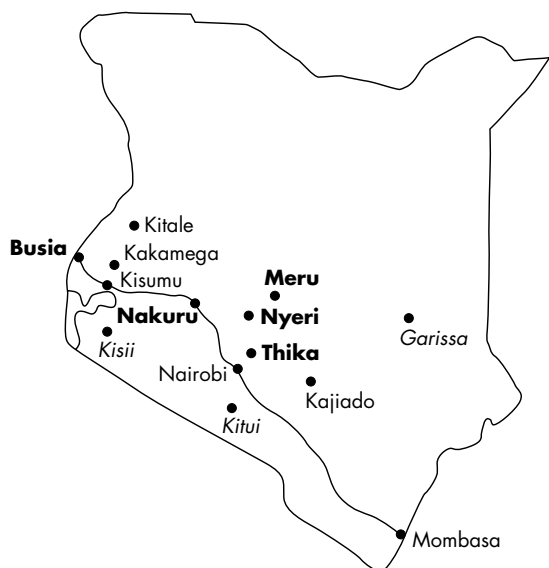 Kitale
Busia
Kakamega
Kisumu
Meru
Nakuru
Nyeri
Garissa
Kisii
Thika
Nairobi
Kajiado
Kitui
Mombasa